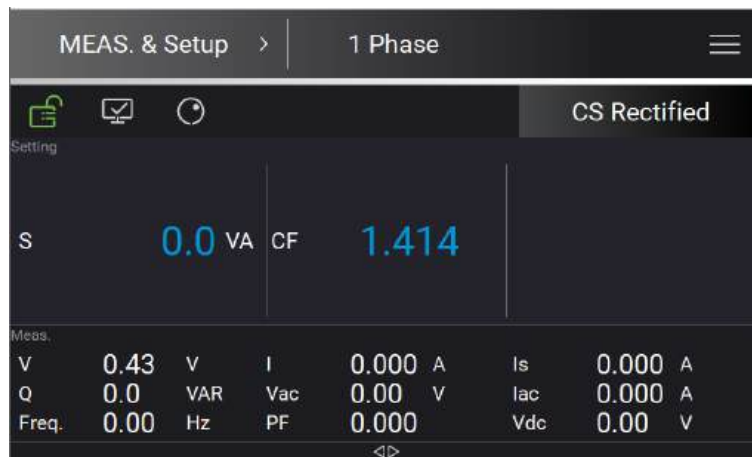 MEAS. & Setup > 1 Phase
CS Rectified
Setting
S 0.0 VA CF 1.414
Meas.
V 0.43 V I 0.000 A Is 0.000 A
Q 0.0 VAR Vac 0.00 V Iac 0.000 A
Freq. 0.00 Hz PF 0.000 Vdc 0.00 V